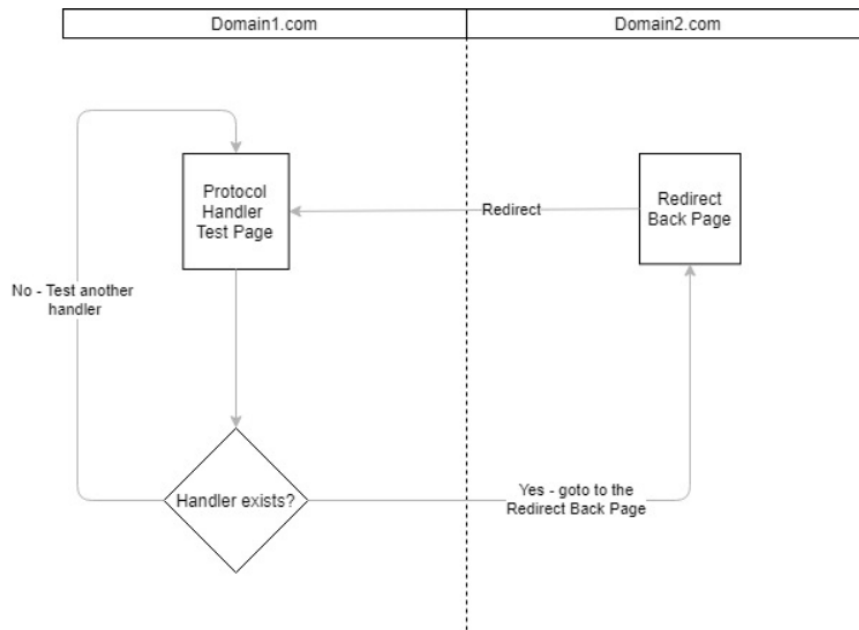 Domain1.com
Domain2.com
Protocol
Handler
Test Page
Redirect
Redirect
Back Page
No - Test another
handler
Handler exists?
Yes - goto to the
Redirect Back Page